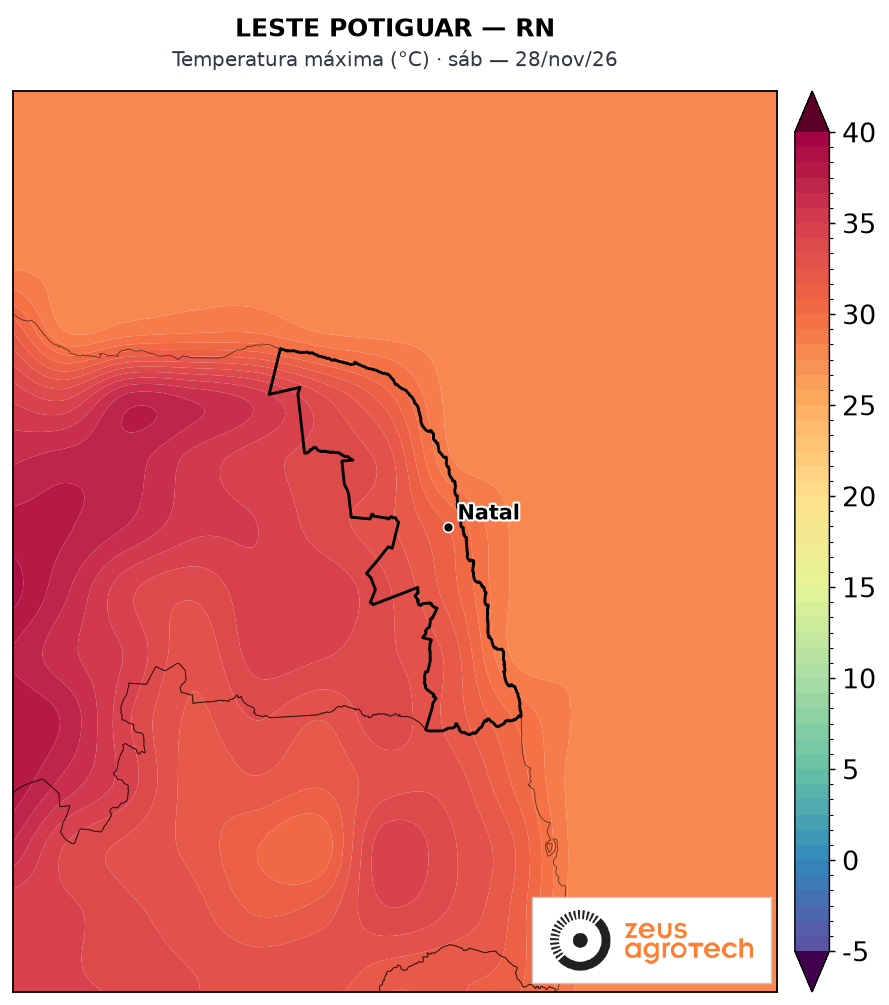 LESTE POTIGUAR — RN
Temperatura máxima (°C) · sáb — 28/nov/26
40
35
30
25
20
15
10
5
0
-5
Natal
zeus
agrotech